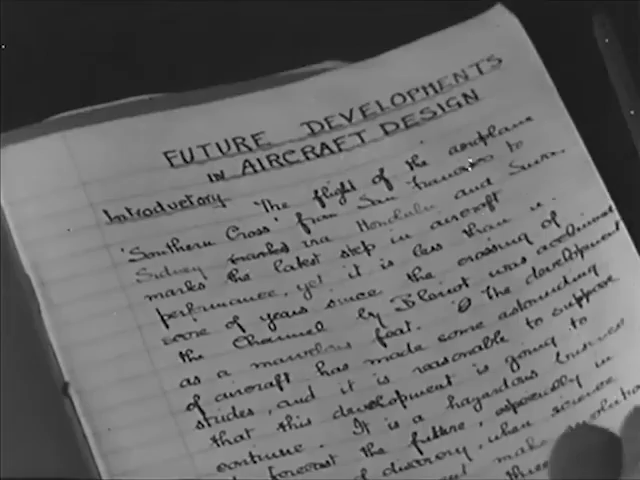 FUTURE DEVELOPMENTS
IN AIRCRAFT DESIGN
Introductory The flight of the aeroplane
'Southern Cross' from San Francisco to
Sidney via Honolulu and Suva.
marks the latest step in aircraft
performance, yet it is less than a
score of years since the crossing of
the Channel by Bleriot was acclaimed
as a marvelous feat. The development
of aircraft has made some astounding
strides, and it is reasonable to suppose
that this development is going to
continue. It is a hazardous business
to forecast the future, especially in
of discovery, when science
make